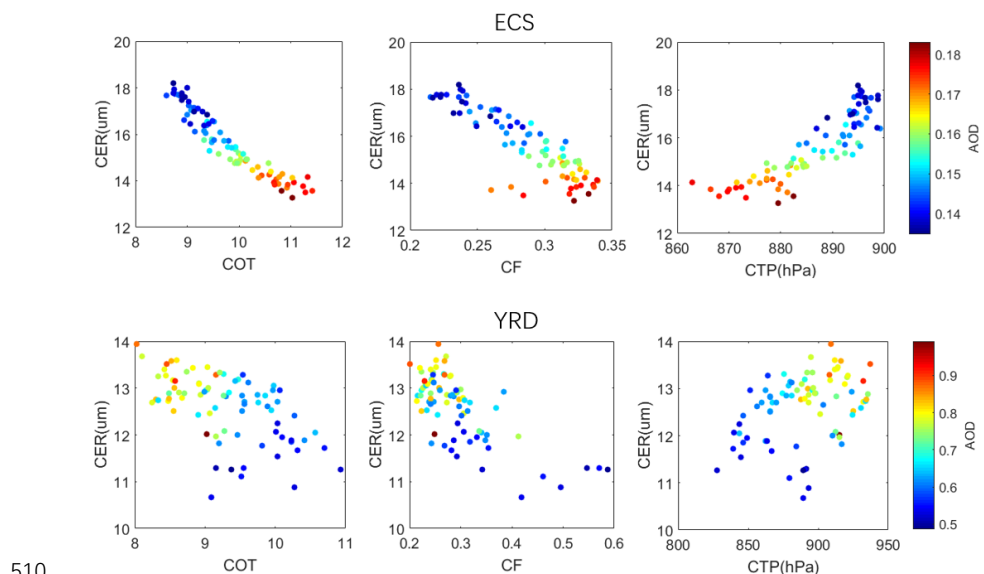 ECS
20
18
16
14
12
CER(um)
8 9 10 11 12
COT
20
18
16
14
12
CER(um)
0.2 0.25 0.3 0.35
CF
20
18
16
14
12
CER(um)
860 870 880 890 900
CTP(hPa)
0.18
0.17
0.16
0.15
0.14
AOD
YRD
14
13
12
11
10
CER(um)
8 9 10 11
COT
14
13
12
11
10
CER(um)
0.2 0.3 0.4 0.5 0.6
CF
14
13
12
11
10
CER(um)
800 850 900 950
CTP(hPa)
0.9
0.8
0.7
0.6
0.5
AOD
510